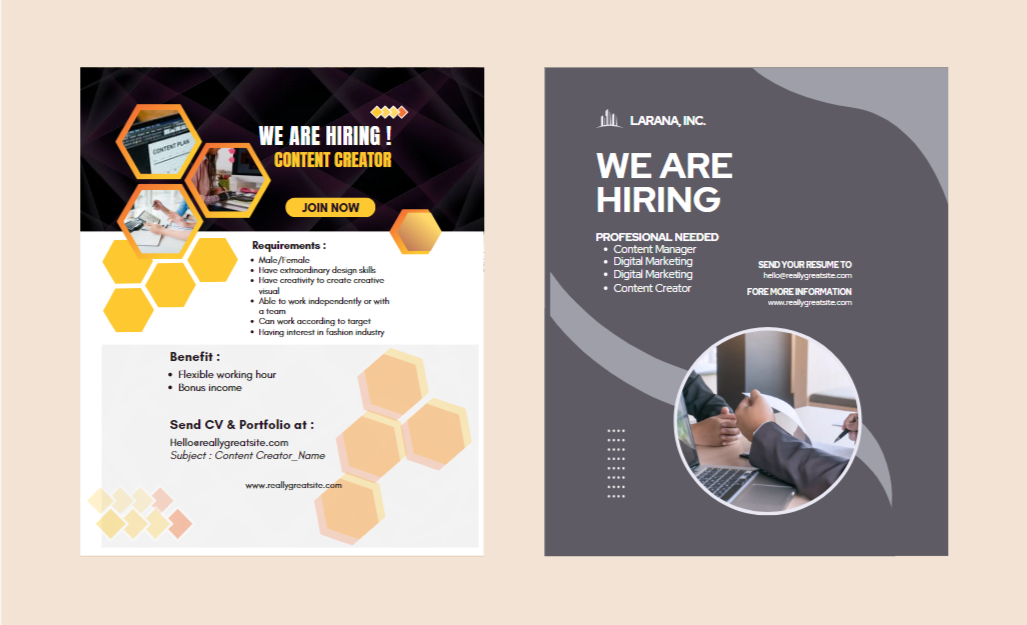 CONTENT PLAN
WE ARE HIRING !
CONTENT CREATOR
JOIN NOW
Requirements :
• Male/Female
• Have extraordinary design skills
• Have creativity to create creative
visual
• Able to work independently or with
a team
• Can work according to target
• Having interest in fashion industry
Benefit :
• Flexible working hour
• Bonus income
Send CV & Portfolio at :
Hello@reallygreatsite.com
Subject : Content Creator_Name
www.reallygreatsite.com
LARANA, INC.
WE ARE
HIRING
PROFESIONAL NEEDED
• Content Manager
• Digital Marketing
• Digital Marketing
• Content Creator
SEND YOUR RESUME TO
hello@reallygreatsite.com
FORE MORE INFORMATION
www.reallygreatsite.com